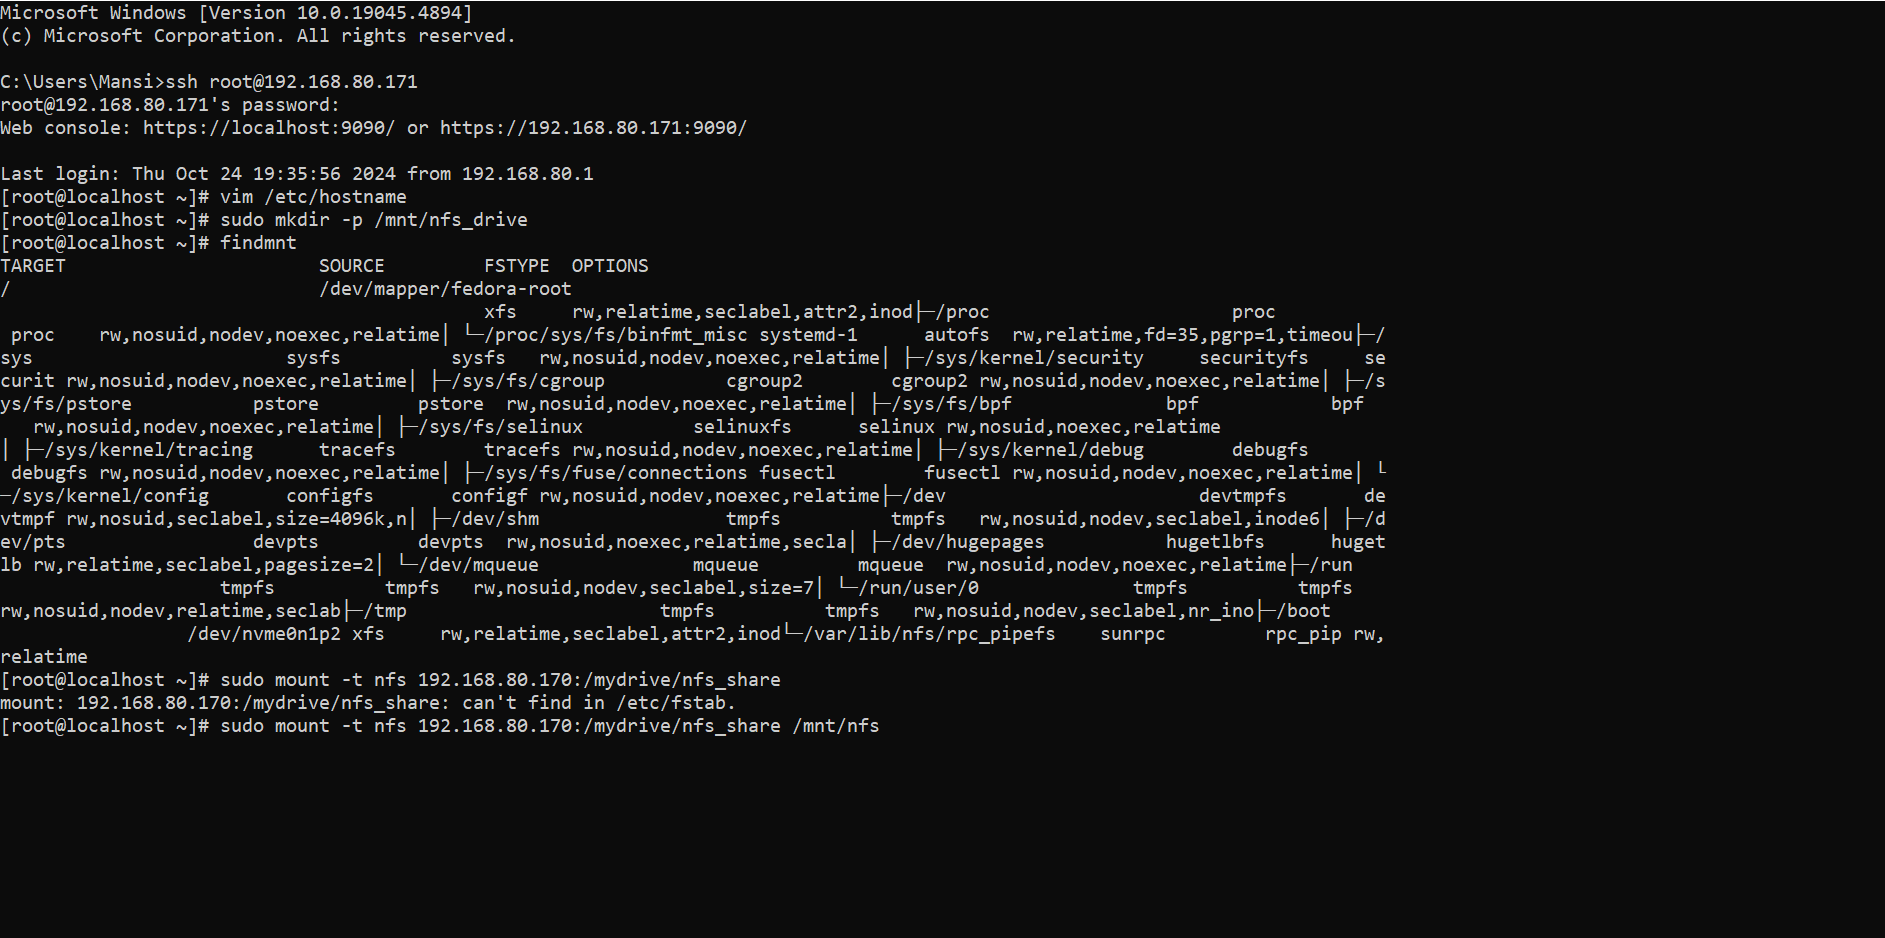 Microsoft Windows [Version 10.0.19045.4894]
(c) Microsoft Corporation. All rights reserved.
C:\Users\Mansi>ssh root@192.168.80.171
root@192.168.80.171's password:
Web console: https://localhost:9090/ or https://192.168.80.171:9090/
Last login: Thu Oct 24 19:35:56 2024 from 192.168.80.1
[root@localhost ~]# vim /etc/hostname
[root@localhost ~]# sudo mkdir -p /mnt/nfs_drive
[root@localhost ~]# findmnt
TARGET                       SOURCE         FSTYPE  OPTIONS
/                            /dev/mapper/fedora-root
                                            xfs     rw,relatime,seclabel,attr2,inod├─/proc                      proc
 proc    rw,nosuid,nodev,noexec,relatime│ └─/proc/sys/fs/binfmt_misc systemd-1      autofs  rw,relatime,fd=35,pgrp=1,timeou├─/
sys                       sysfs          sysfs   rw,nosuid,nodev,noexec,relatime│ ├─/sys/kernel/security     securityfs     se
curit rw,nosuid,nodev,noexec,relatime│ ├─/sys/fs/cgroup           cgroup2        cgroup2 rw,nosuid,nodev,noexec,relatime│ ├─/s
ys/fs/pstore           pstore         pstore  rw,nosuid,nodev,noexec,relatime│ ├─/sys/fs/bpf              bpf            bpf
   rw,nosuid,nodev,noexec,relatime│ ├─/sys/fs/selinux          selinuxfs      selinux rw,nosuid,noexec,relatime
│ ├─/sys/kernel/tracing      tracefs        tracefs rw,nosuid,nodev,noexec,relatime│ ├─/sys/kernel/debug        debugfs
 debugfs rw,nosuid,nodev,noexec,relatime│ ├─/sys/fs/fuse/connections fusectl        fusectl rw,nosuid,nodev,noexec,relatime│ └
─/sys/kernel/config       configfs       configf rw,nosuid,nodev,noexec,relatime├─/dev                       devtmpfs       de
vtmpf rw,nosuid,seclabel,size=4096k,n│ ├─/dev/shm                 tmpfs          tmpfs   rw,nosuid,nodev,seclabel,inode6│ ├─/d
ev/pts                 devpts         devpts  rw,nosuid,noexec,relatime,secla│ ├─/dev/hugepages           hugetlbfs      huget
lb rw,relatime,seclabel,pagesize=2│ └─/dev/mqueue              mqueue         mqueue  rw,nosuid,nodev,noexec,relatime├─/run
                    tmpfs          tmpfs   rw,nosuid,nodev,seclabel,size=7│ └─/run/user/0              tmpfs          tmpfs
rw,nosuid,nodev,relatime,seclab├─/tmp                       tmpfs          tmpfs   rw,nosuid,nodev,seclabel,nr_ino├─/boot
                 /dev/nvme0n1p2 xfs     rw,relatime,seclabel,attr2,inod└─/var/lib/nfs/rpc_pipefs    sunrpc         rpc_pip rw,
relatime
[root@localhost ~]# sudo mount -t nfs 192.168.80.170:/mydrive/nfs_share
mount: 192.168.80.170:/mydrive/nfs_share: can't find in /etc/fstab.
[root@localhost ~]# sudo mount -t nfs 192.168.80.170:/mydrive/nfs_share /mnt/nfs